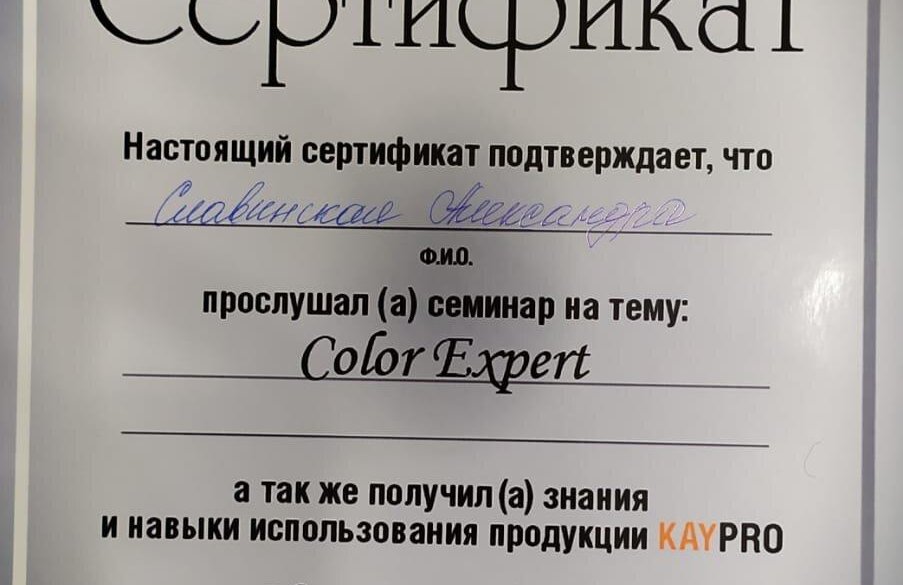 Сертификат
Настоящий сертификат подтверждает, что
Славинская Александра
Ф.И.О.
прослушал (а) семинар на тему:
Color Expert
а так же получил (а) знания
и навыки использования продукции KAYPRO